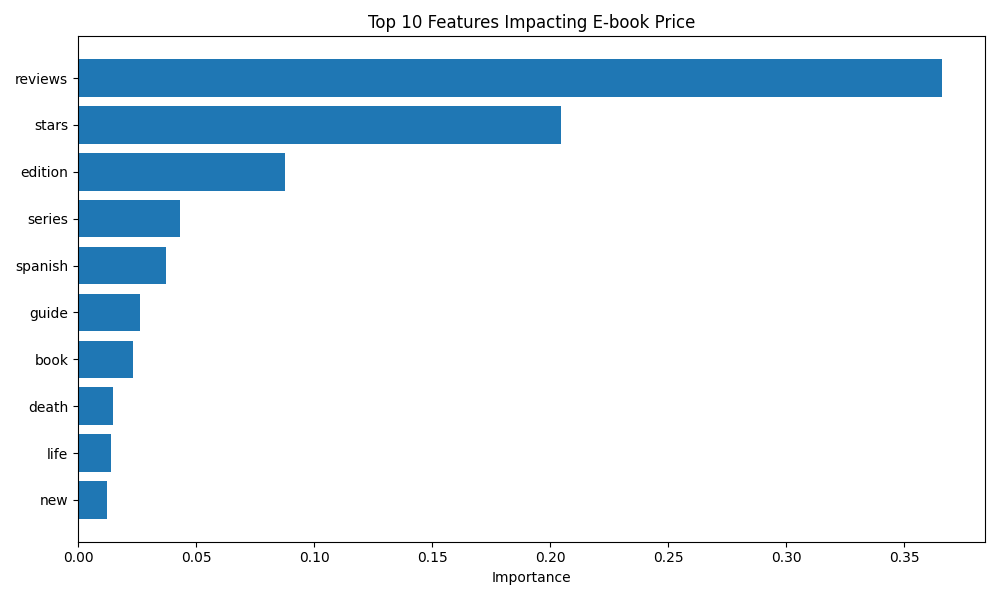 Top 10 Features Impacting E-book Price
reviews
stars
edition
series
spanish
guide
book
death
life
new
0.00 0.05 0.10 0.15 0.20 0.25 0.30 0.35
Importance